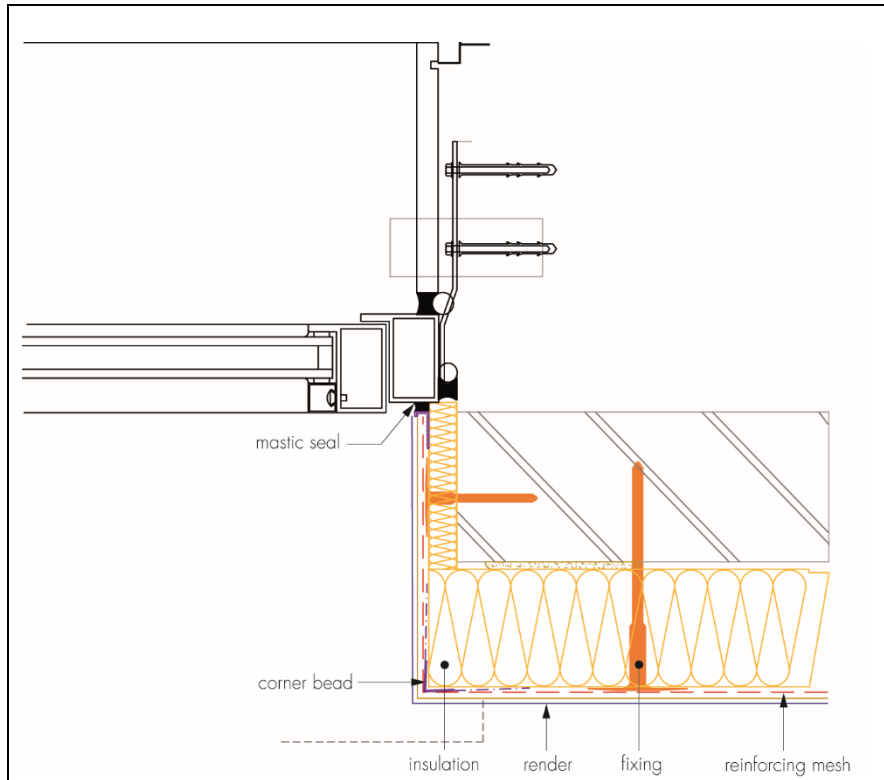 mastic seal
corner bead
insulation
render
fixing
reinforcing mesh